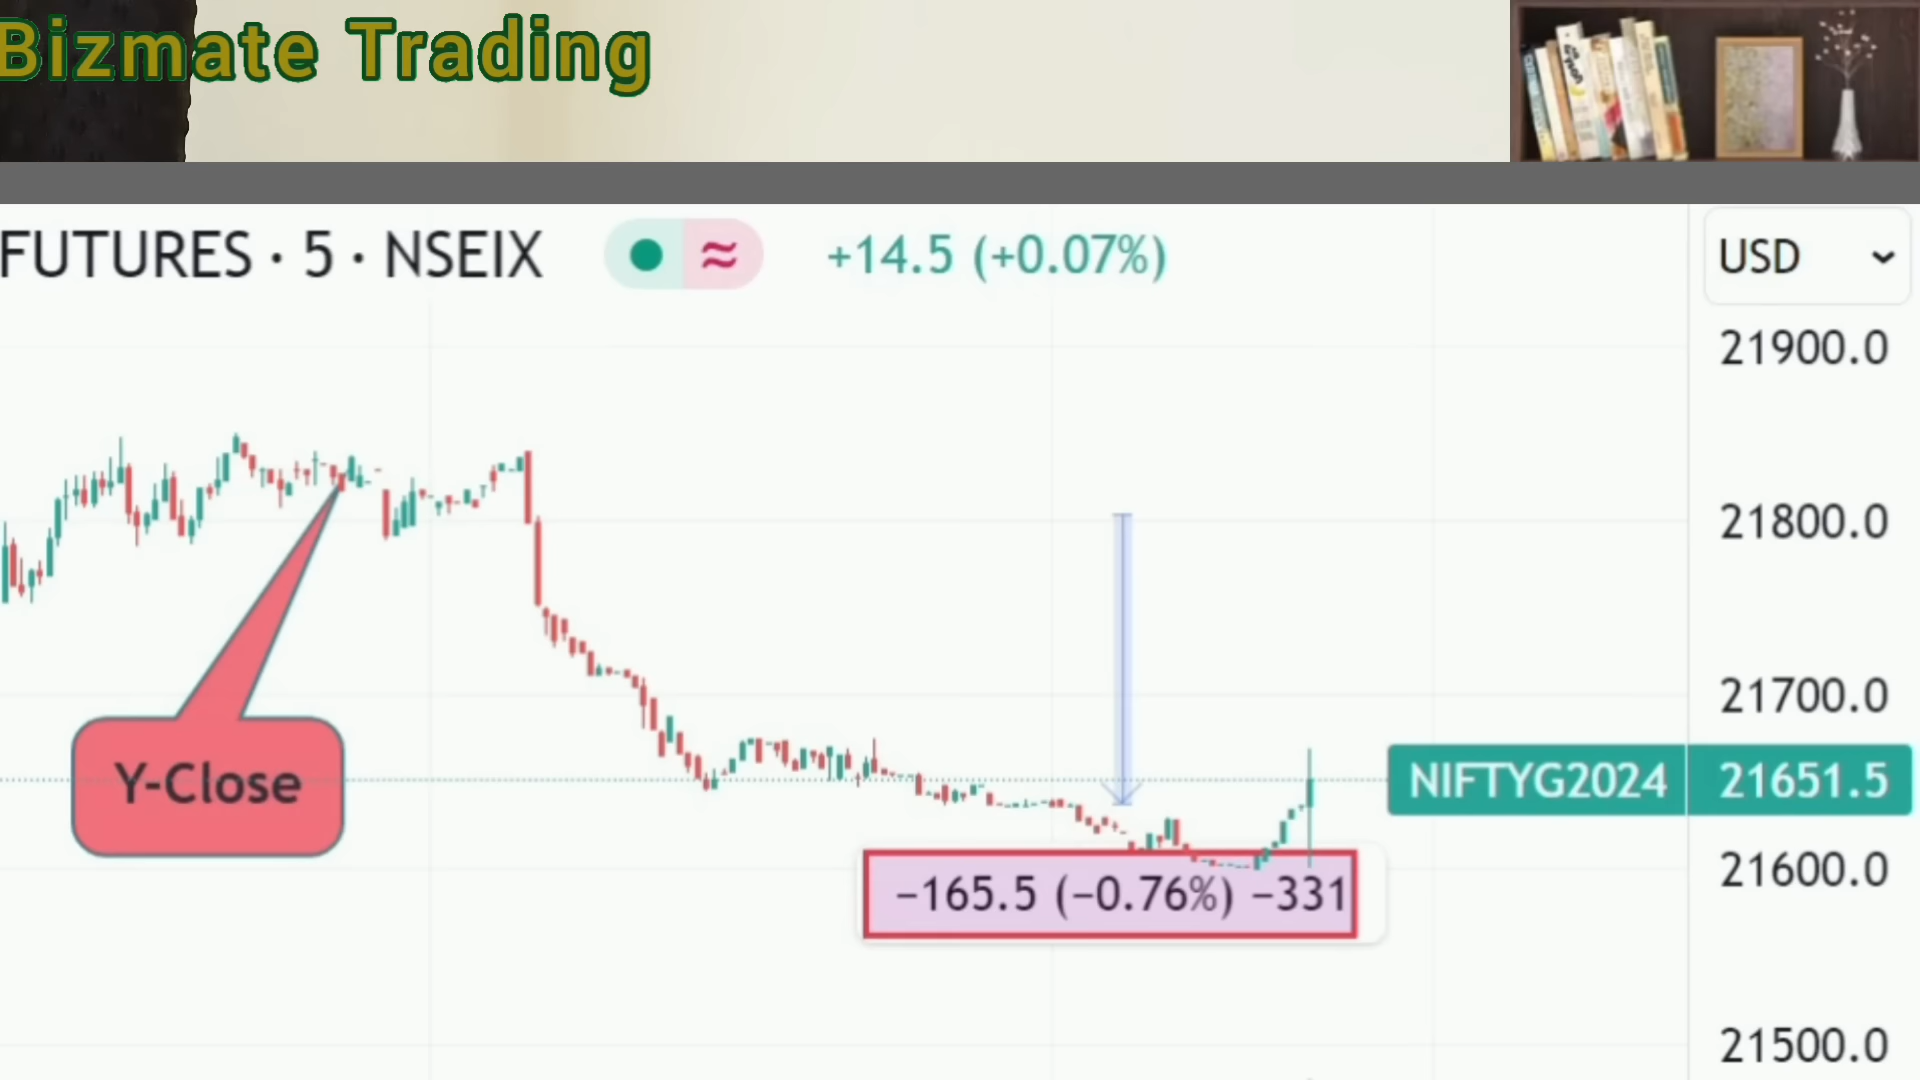 Bizmate Trading
FUTURES · 5 · NSEIX
≈
+14.5 (+0.07%)
USD
21900.0
21800.0
21700.0
Y-Close
NIFTYG2024 21651.5
21600.0
−165.5 (−0.76%) −331
21500.0